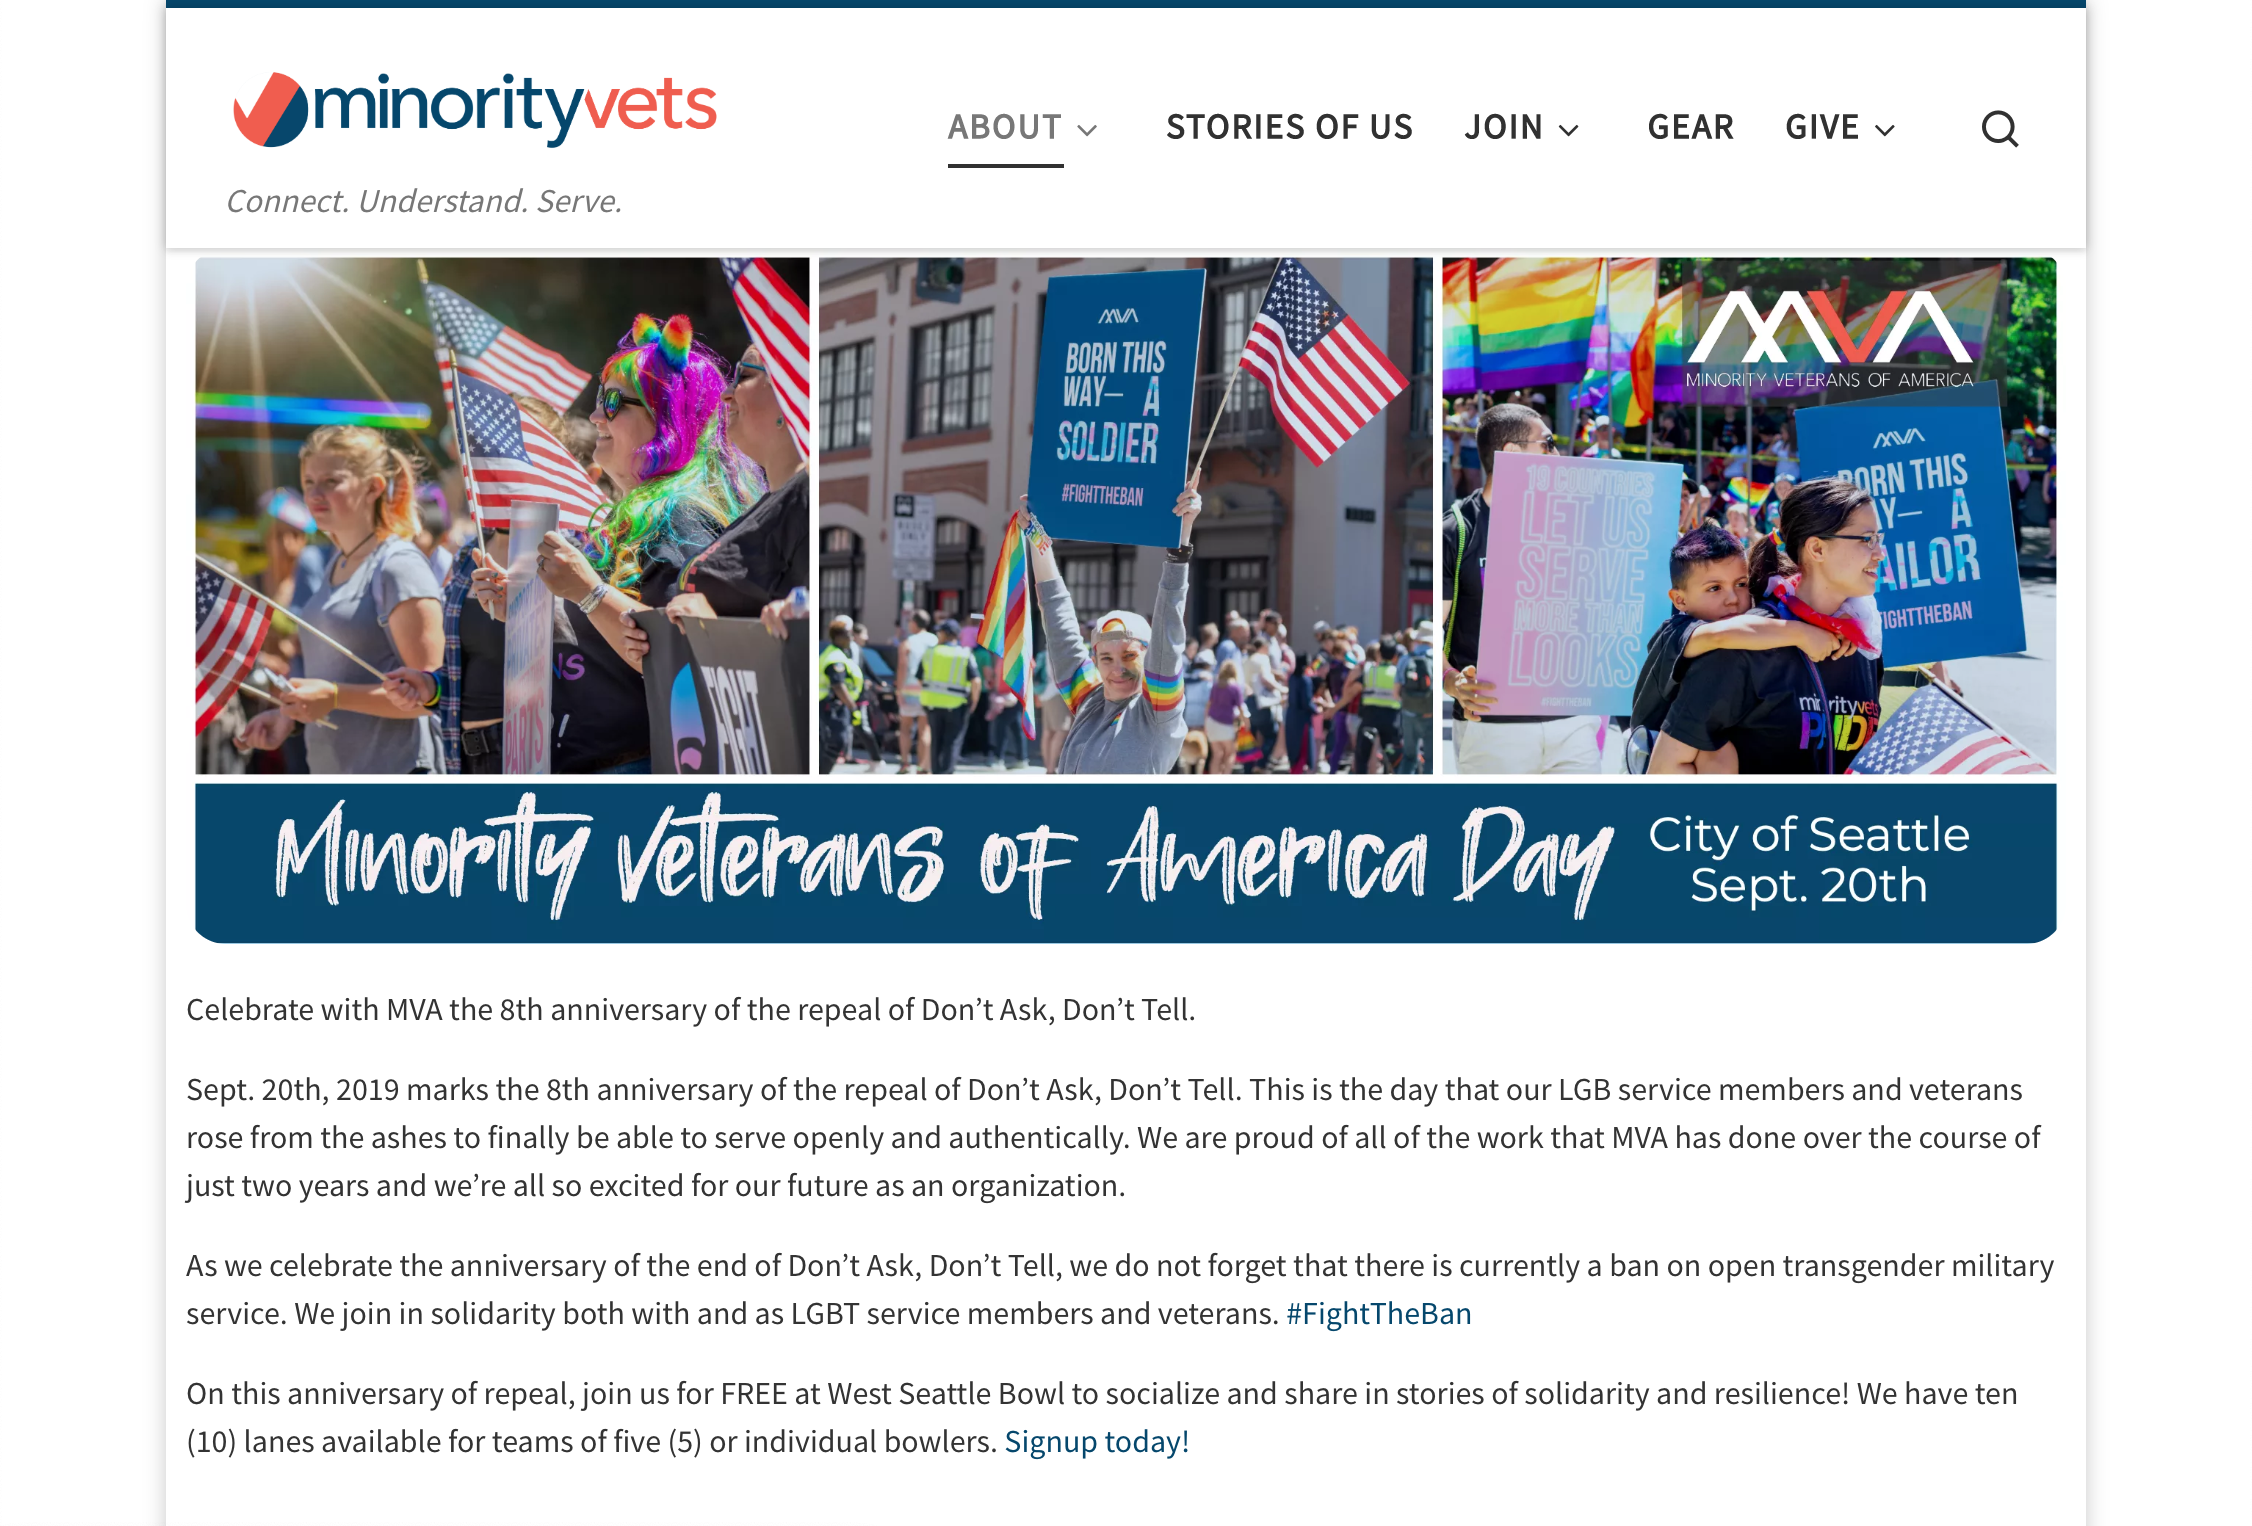 minorityvets
Connect. Understand. Serve.
ABOUT
STORIES OF US
JOIN
GEAR
GIVE
FIGHT
MVA
BORN THIS
WAY— A
SOLDIER
#FIGHTTHEBAN
MVA
MINORITY VETERANS OF AMERICA
19 COUNTRIES
LET US
SERVE
MORE THAN
LOOKS
#FIGHTTHEBAN
MVA
BORN THIS
AY— A
AILOR
FIGHTTHEBAN
minorityvets
PRIDE
Minority Veterans of America Day
City of Seattle
Sept. 20th
Celebrate with MVA the 8th anniversary of the repeal of Don’t Ask, Don’t Tell.
Sept. 20th, 2019 marks the 8th anniversary of the repeal of Don’t Ask, Don’t Tell. This is the day that our LGB service members and veterans
rose from the ashes to finally be able to serve openly and authentically. We are proud of all of the work that MVA has done over the course of
just two years and we’re all so excited for our future as an organization.
As we celebrate the anniversary of the end of Don’t Ask, Don’t Tell, we do not forget that there is currently a ban on open transgender military
service. We join in solidarity both with and as LGBT service members and veterans. #FightTheBan
On this anniversary of repeal, join us for FREE at West Seattle Bowl to socialize and share in stories of solidarity and resilience! We have ten
(10) lanes available for teams of five (5) or individual bowlers. Signup today!